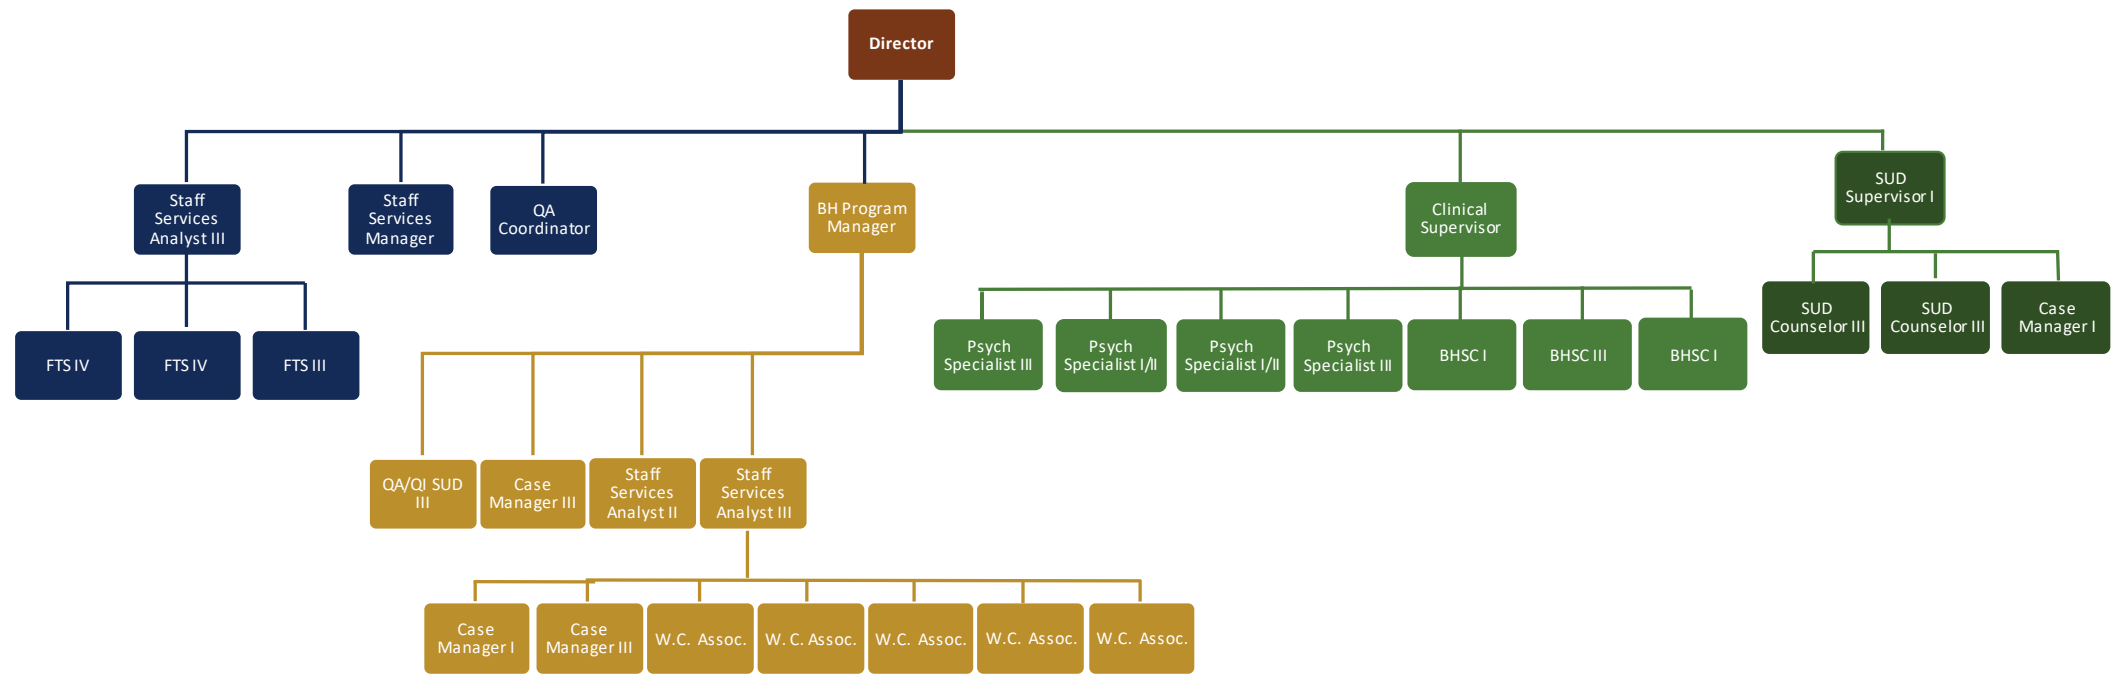 Director
Staff
Services
Analyst III
Staff
Services
Manager
QA
Coordinator
BH Program
Manager
Clinical
Supervisor
SUD
Supervisor I
FTS IV
FTS IV
FTS III
Psych
Specialist III
Psych
Specialist I/II
Psych
Specialist I/II
Psych
Specialist III
BHSC I
BHSC III
BHSC I
SUD
Counselor III
SUD
Counselor III
Case
Manager I
QA/QI SUD
III
Case
Manager III
Staff
Services
Analyst II
Staff
Services
Analyst III
Case
Manager I
Case
Manager III
W.C. Assoc.
W. C. Assoc.
W.C. Assoc.
W.C. Assoc.
W.C. Assoc.